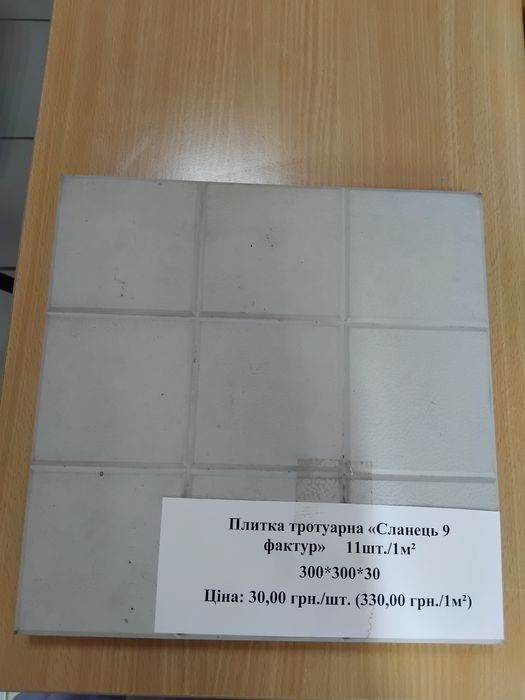 Плитка тротуарна «Сланець 9
фактур» 11шт./1м²
300*300*30
Ціна: 30,00 грн./шт. (330,00 грн./1м²)